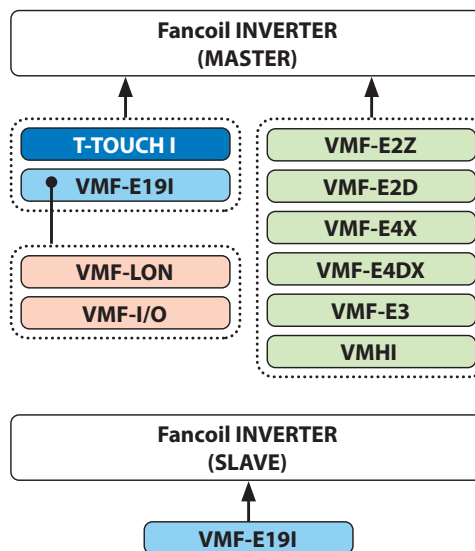 Fancoil INVERTER
(MASTER)
T-TOUCH I
VMF-E19I
VMF-LON
VMF-I/O
VMF-E2Z
VMF-E2D
VMF-E4X
VMF-E4DX
VMF-E3
VMHI
Fancoil INVERTER
(SLAVE)
VMF-E19I